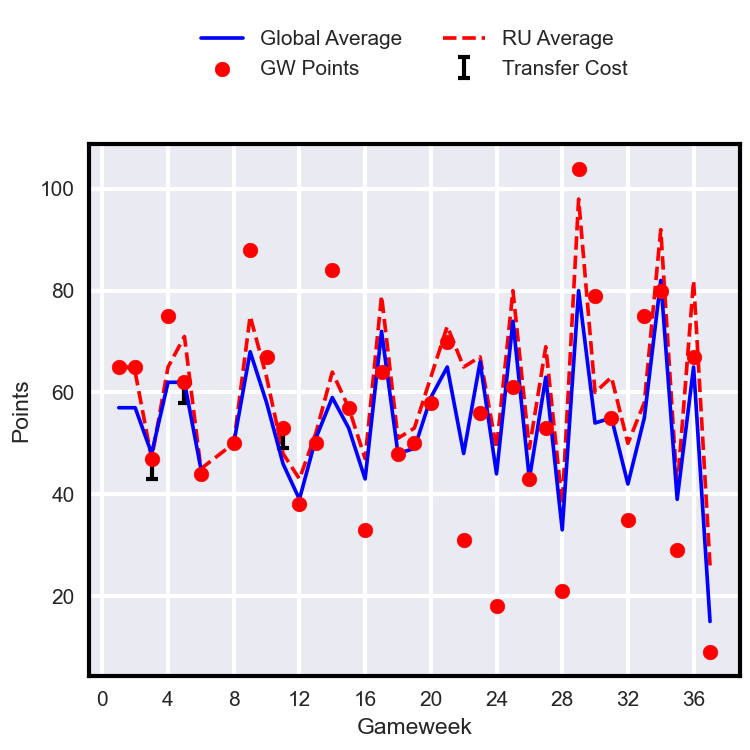 Global Average
RU Average
GW Points
Transfer Cost
100
80
60
40
20
Points
0 4 8 12 16 20 24 28 32 36
Gameweek